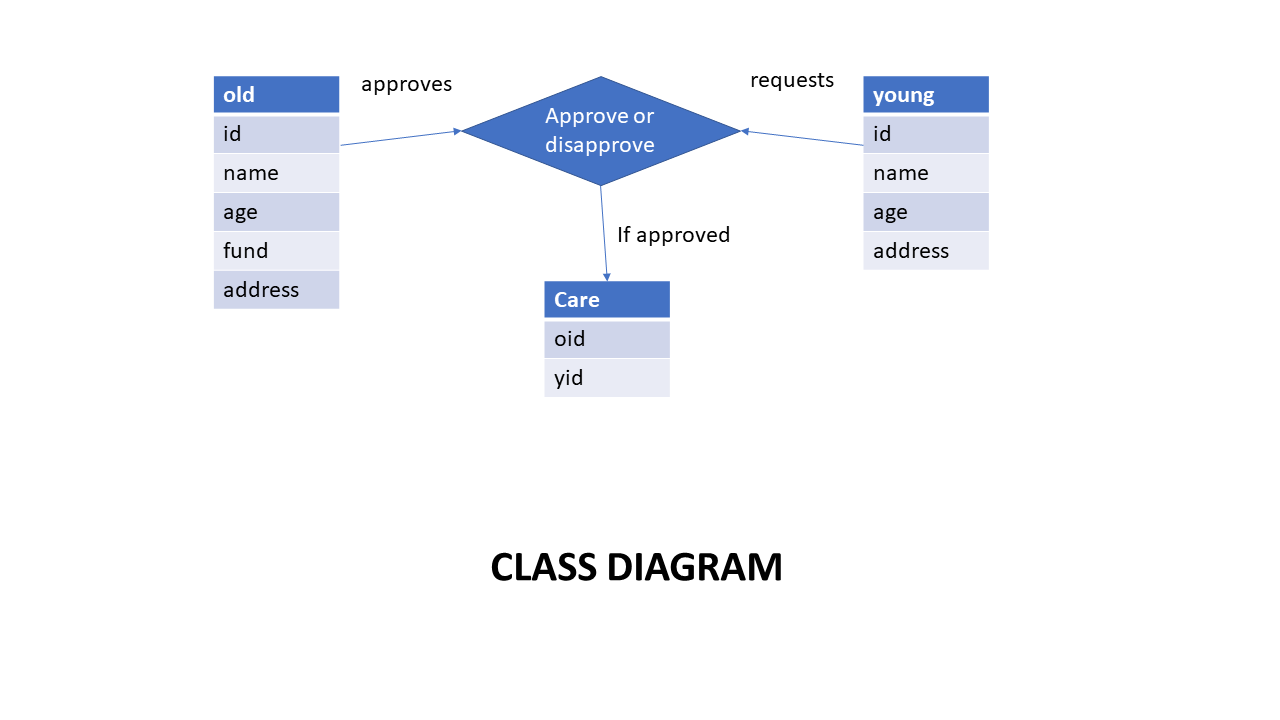 old
id
name
age
fund
address
approves
Approve or
disapprove
requests
young
id
name
age
address
If approved
Care
oid
yid
CLASS DIAGRAM